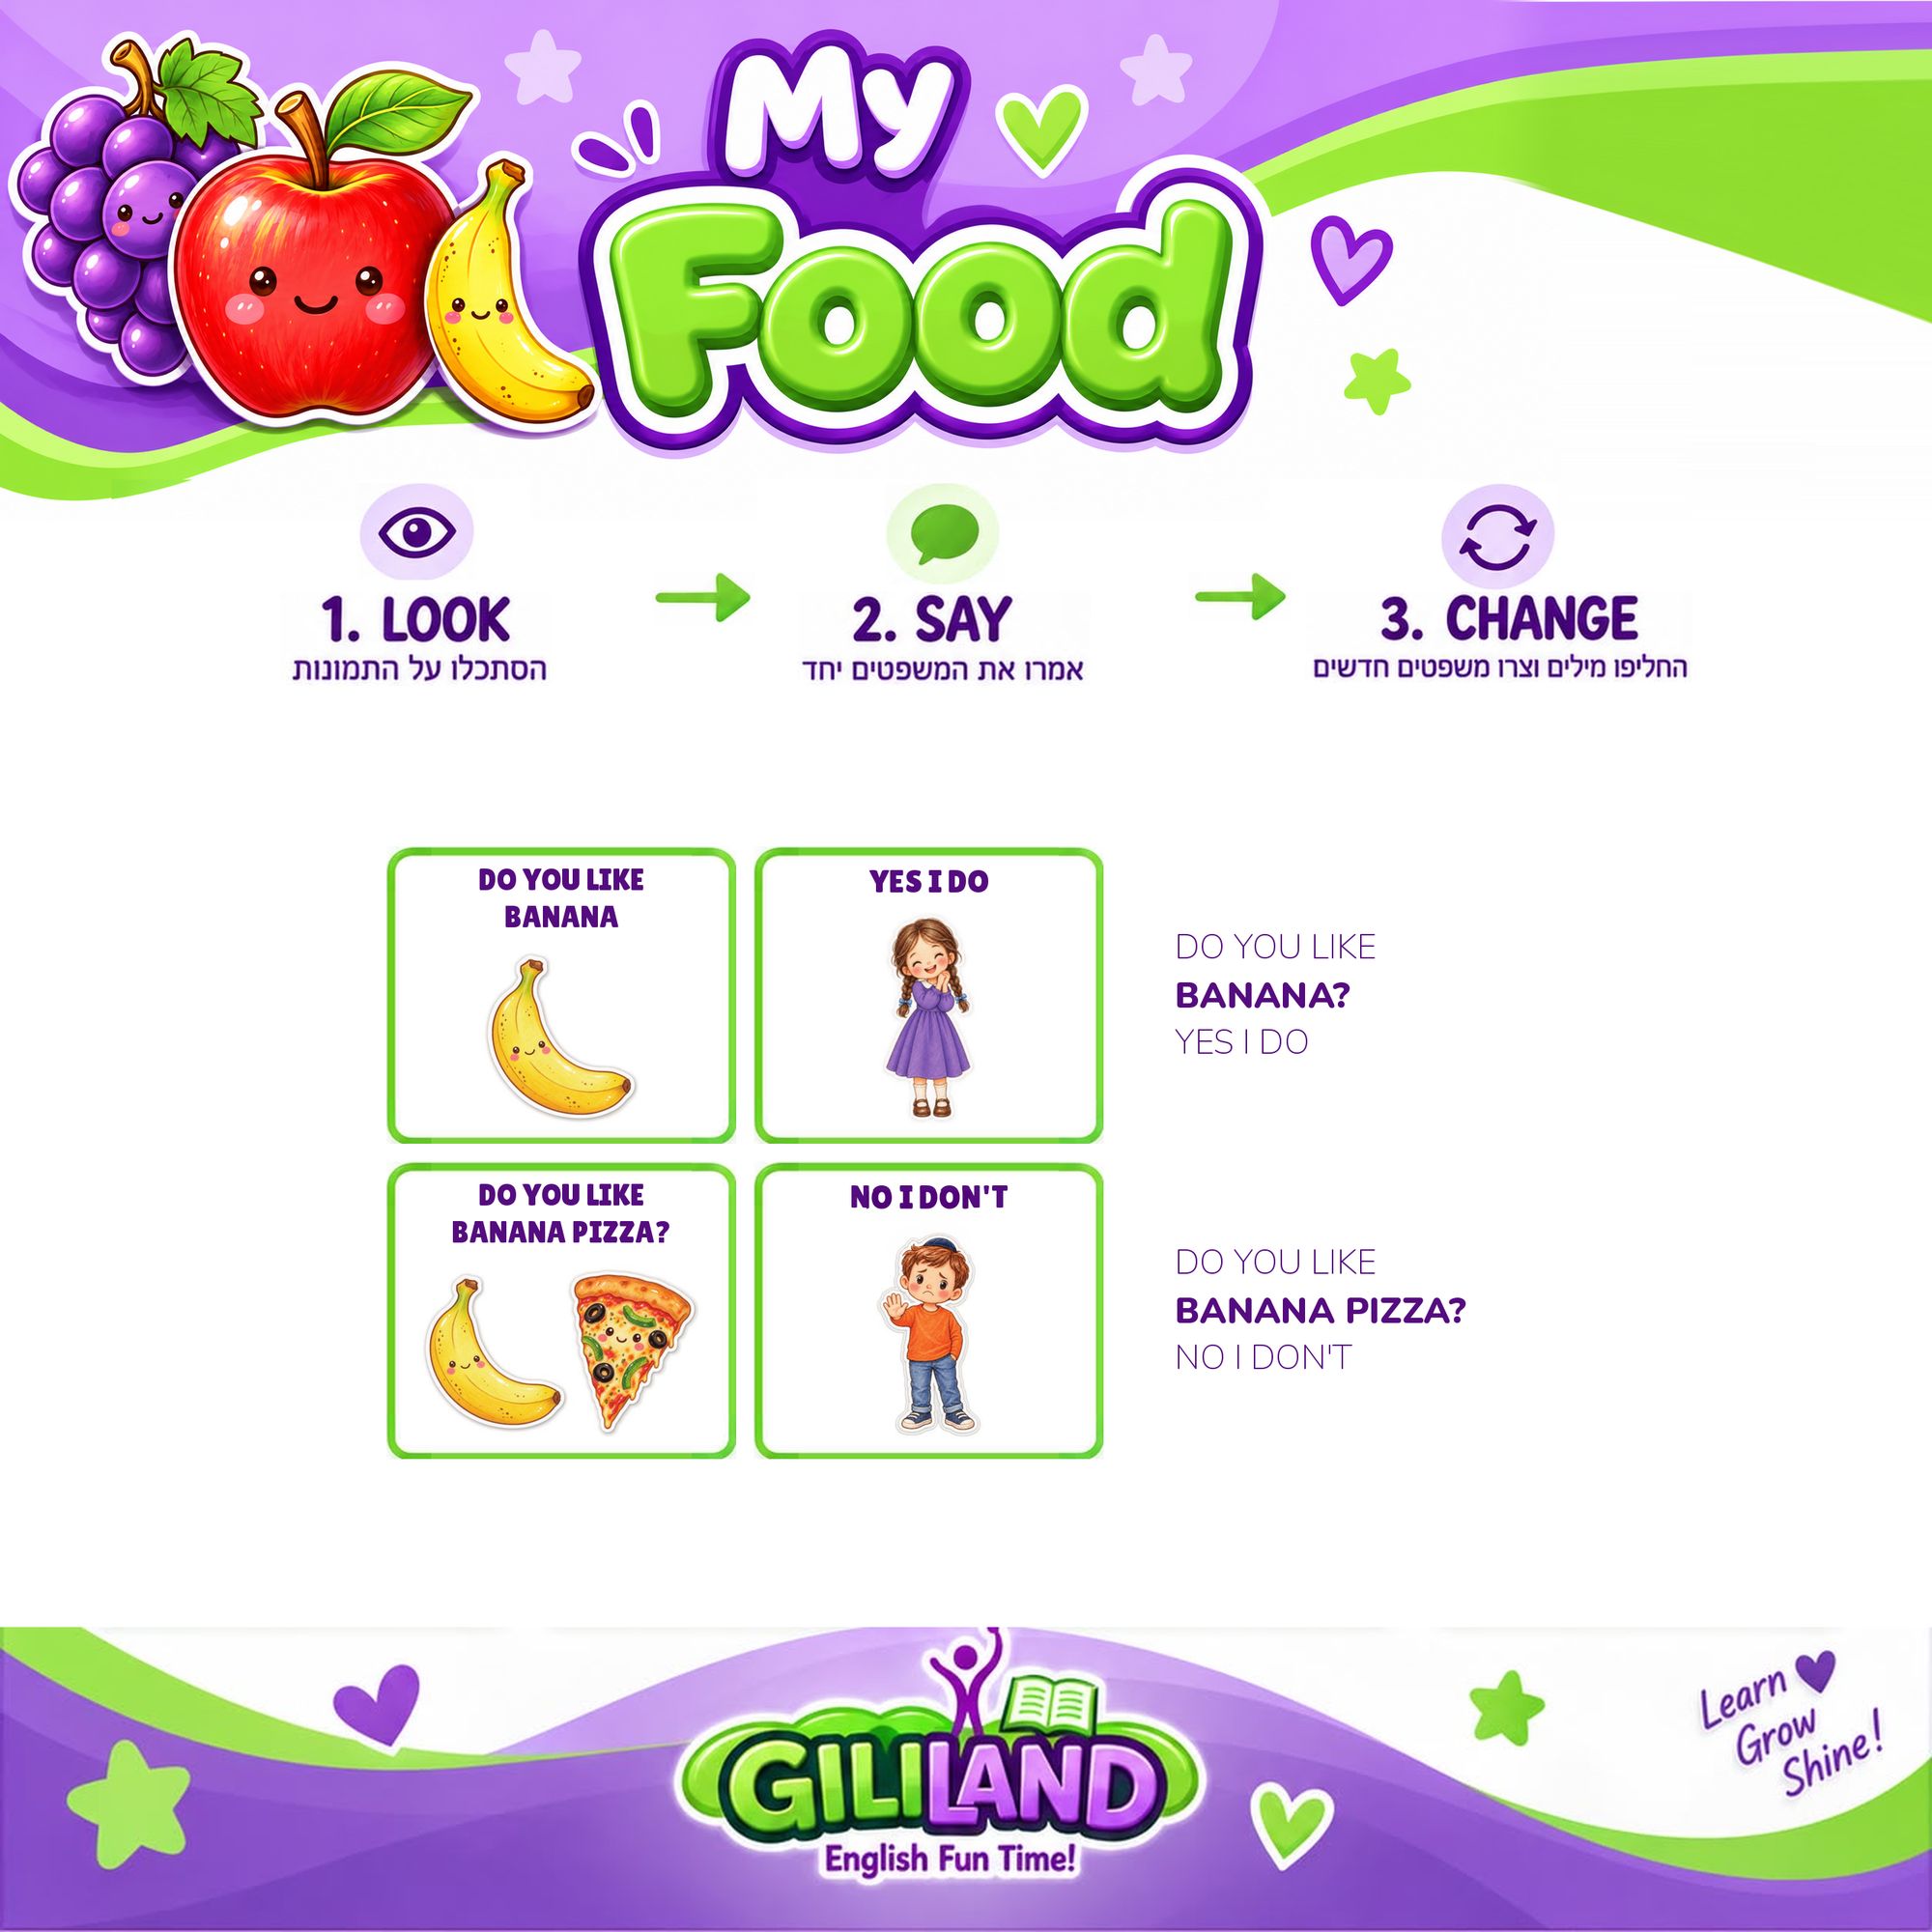 My
Food
1. LOOK
הסתכלו על התמונות
2. SAY
אמרו את המשפטים יחד
3. CHANGE
החליפו מילים וצרו משפטים חדשים
DO YOU LIKE
BANANA
YES I DO
DO YOU LIKE
BANANA?
YES I DO
DO YOU LIKE
BANANA PIZZA?
NO I DON'T
DO YOU LIKE
BANANA PIZZA?
NO I DON'T
GILILAND
English Fun Time!
Learn
Grow
Shine!